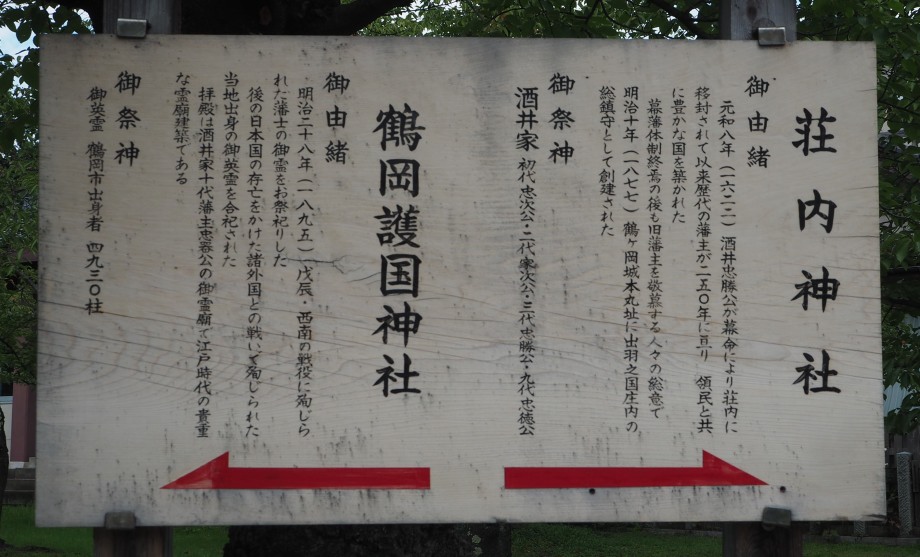 荘内神社
御由緒
元和八年(一六二二)酒井忠勝公が幕命により荘内に
移封されて以来歴代の藩主が二五〇年に亘り 領民と共
に豊かな国を築かれた
幕藩体制終焉の後も旧藩主を敬慕する人々の総意で
明治十年(一八七七)鶴ヶ岡城本丸址に出羽之国庄内の
総鎮守として創建された
御祭神
酒井家 初代忠次公・二代家次公・三代忠勝公・九代忠徳公
鶴岡護国神社
御由緒
明治二十八年(一八九五)戊辰・西南の戦役に殉じら
れた藩士の御霊をお祭祀りした
後の日本国の存亡をかけた諸外国との戦いで殉じられた
当地出身の御英霊を合祀された
拝殿は酒井家十代藩主忠器公の御霊廟で江戸時代の貴重
な霊廟建築である
御祭神
御英霊 鶴岡市出身者 四九三〇柱